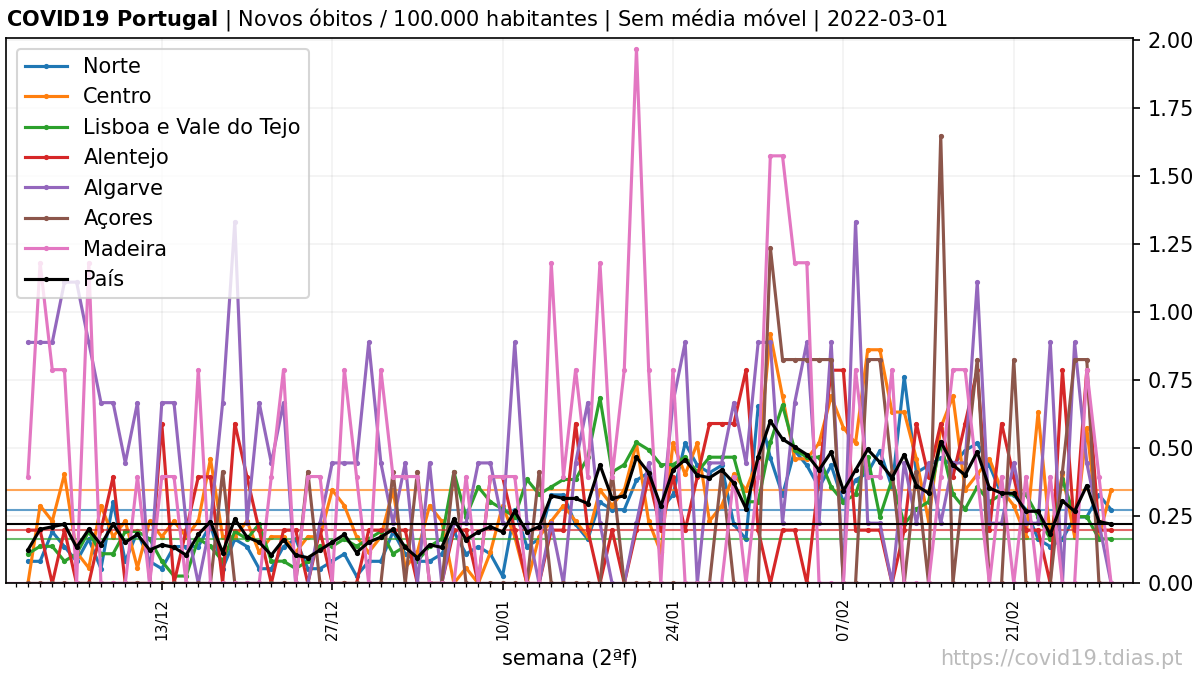 COVID19 Portugal | Novos óbitos / 100.000 habitantes | Sem média móvel | 2022-03-01
Norte
Centro
Lisboa e Vale do Tejo
Alentejo
Algarve
Açores
Madeira
País
2.00
1.75
1.50
1.25
1.00
0.75
0.50
0.25
0.00
13/12
27/12
10/01
24/01
07/02
21/02
semana (2ªf)
https://covid19.tdias.pt